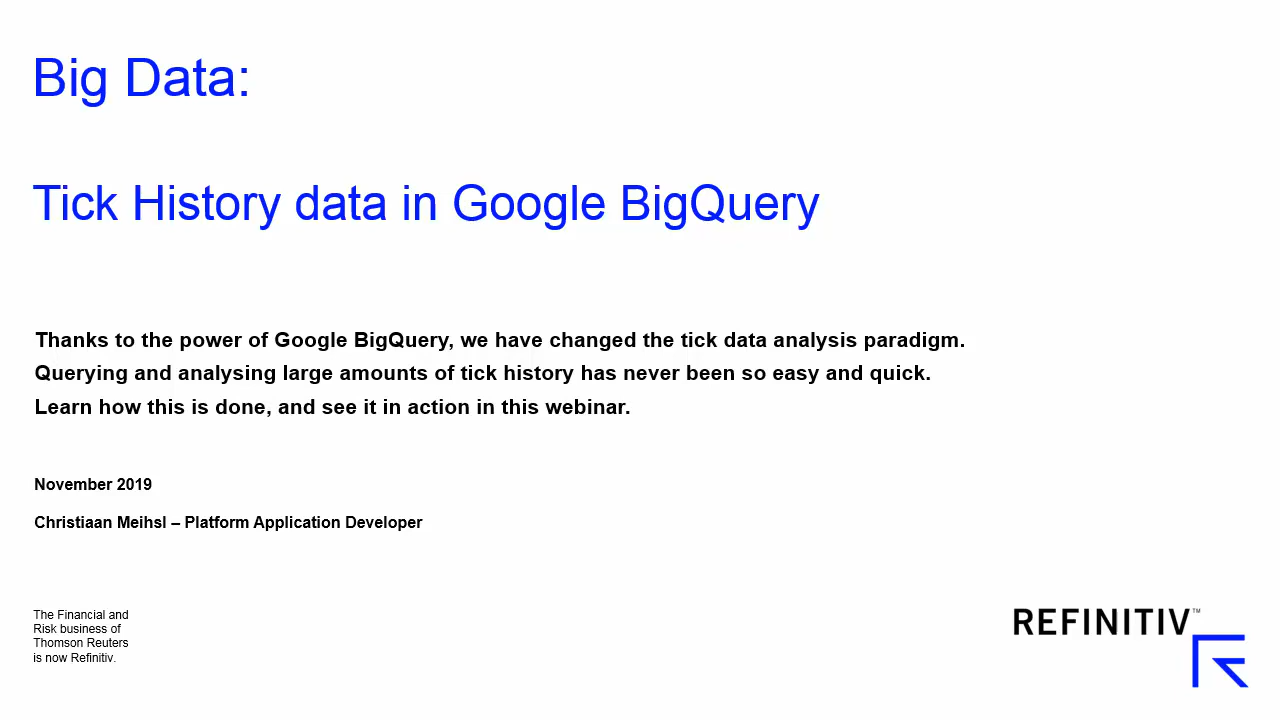 Big Data:
Tick History data in Google BigQuery
Thanks to the power of Google BigQuery, we have changed the tick data analysis paradigm.
Querying and analysing large amounts of tick history has never been so easy and quick.
Learn how this is done, and see it in action in this webinar.
November 2019
Christiaan Meihsl – Platform Application Developer
The Financial and
Risk business of
Thomson Reuters
is now Refinitiv.
REFINITIV™